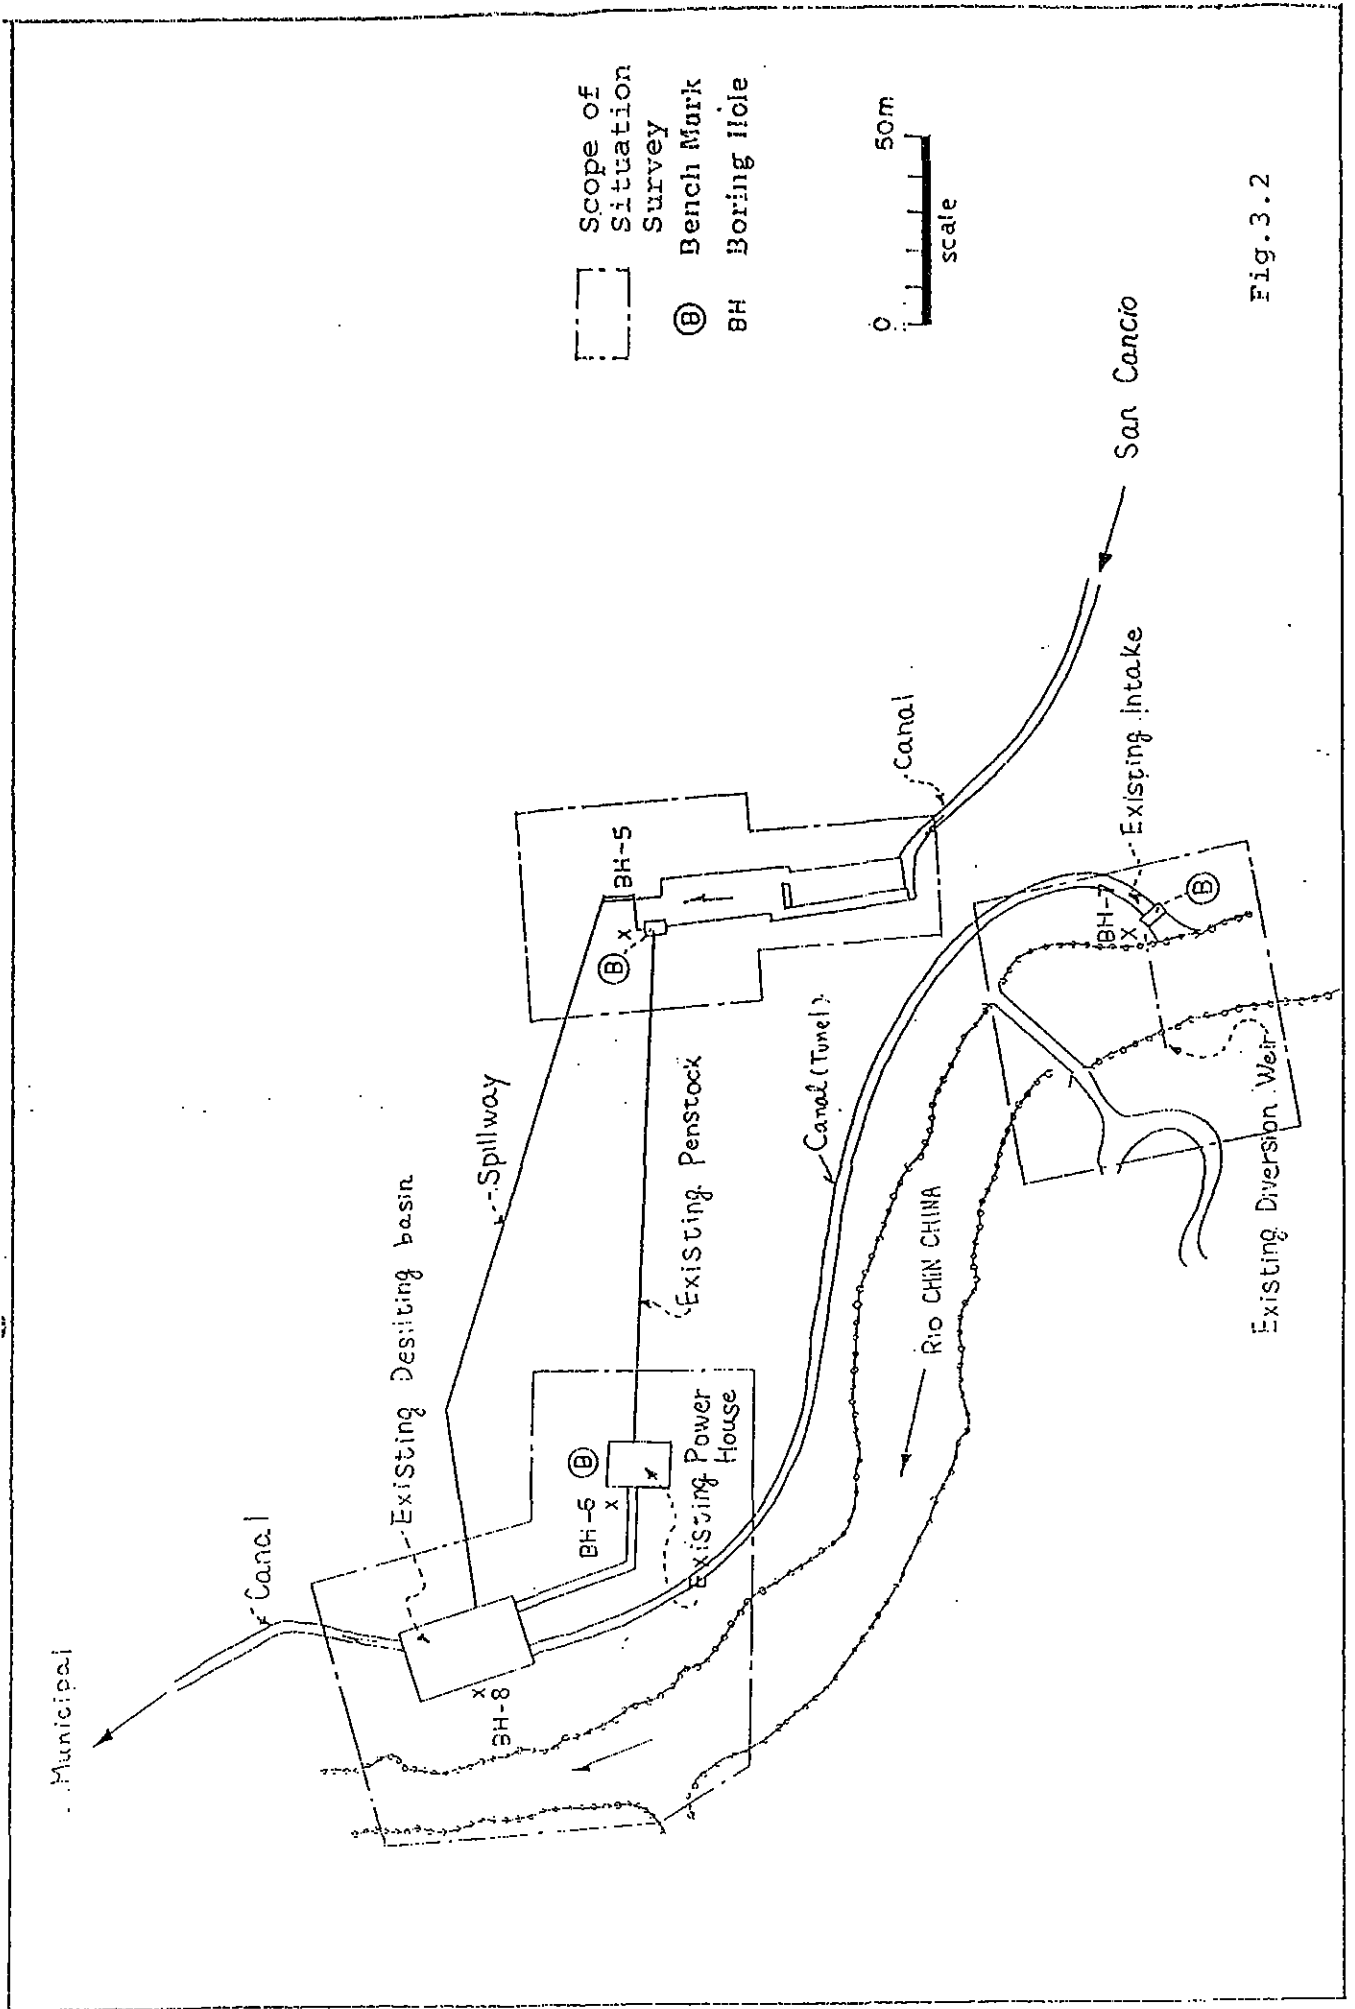 Municipal
Canal
Existing Desilting basin
Spillway
BH-5
B
Scope of
Situation
Survey
B Bench Mark
BH Boring Hole
0 50m
scale
BH-8
BH-6
B
Existing Power
House
Existing Penstock
Canal (Tunel)
Canal
San Cancio
RIO CHIN CHINA
BH-7
Existing intake
B
Existing Diversion Weir
Fig.3.2